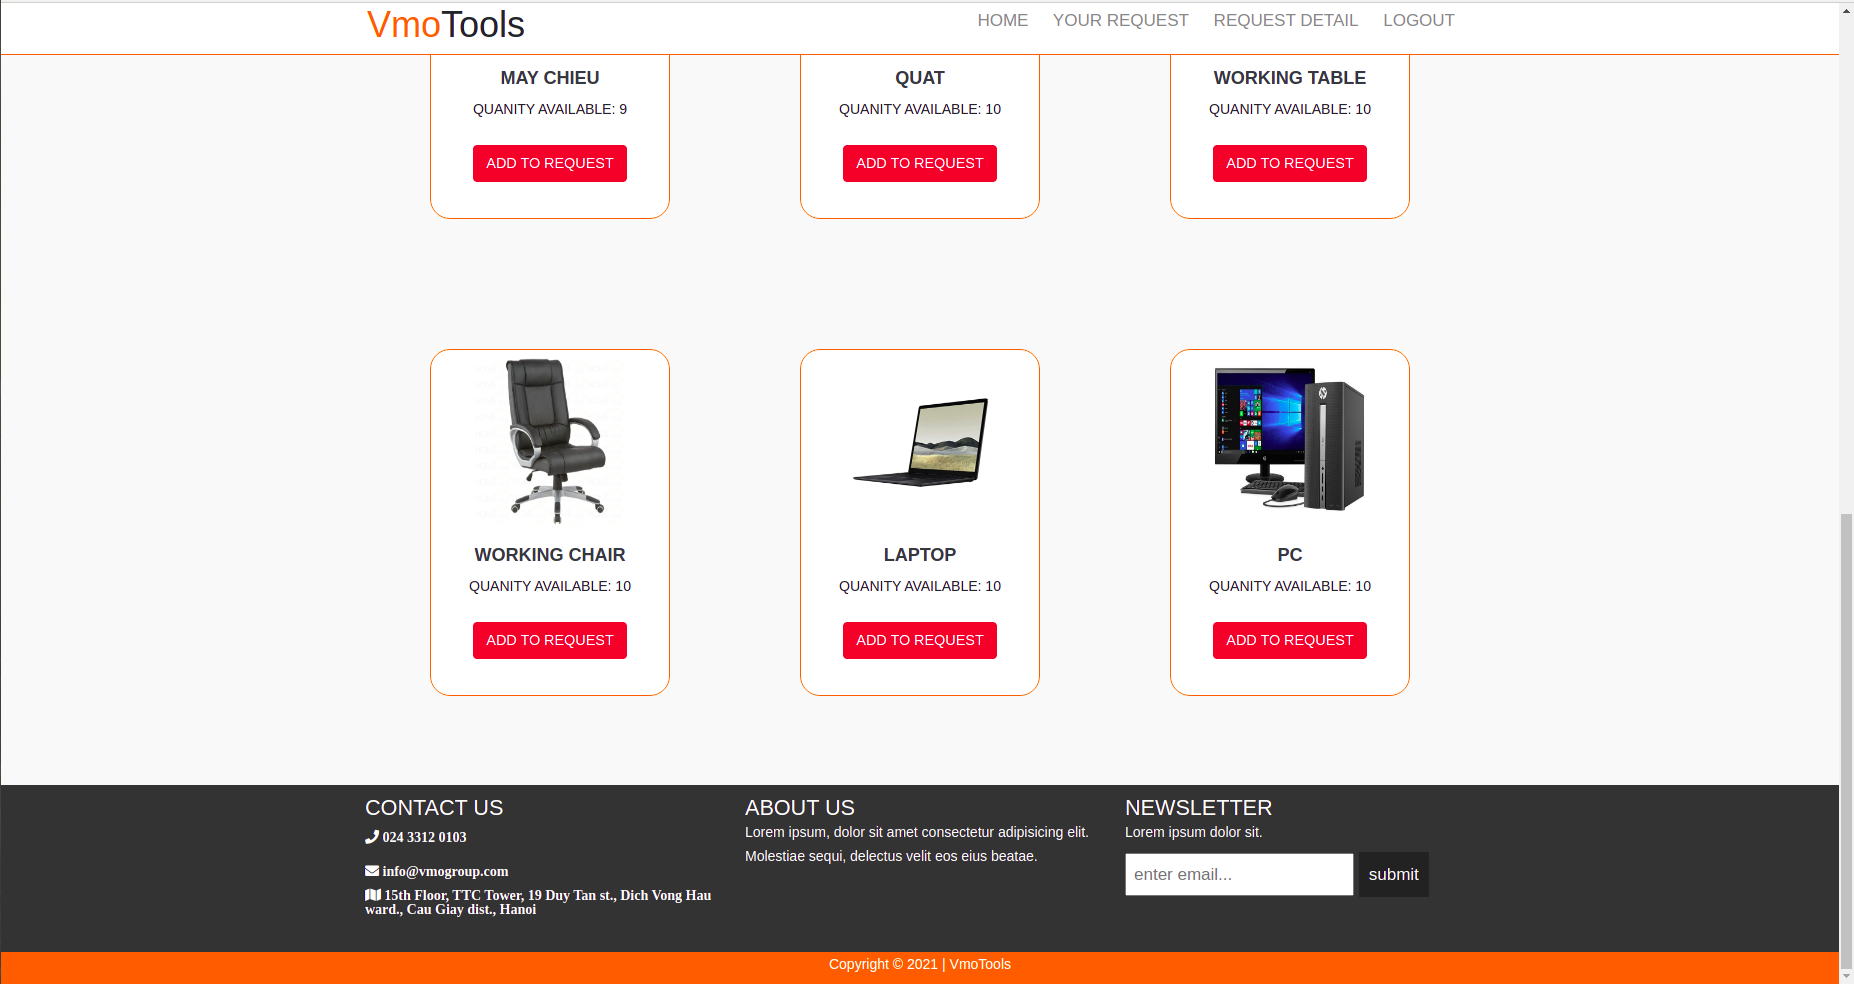 VmoTools
HOME YOUR REQUEST REQUEST DETAIL LOGOUT
MAY CHIEU
QUANITY AVAILABLE: 9
ADD TO REQUEST
QUAT
QUANITY AVAILABLE: 10
ADD TO REQUEST
WORKING TABLE
QUANITY AVAILABLE: 10
ADD TO REQUEST
WORKING CHAIR
QUANITY AVAILABLE: 10
ADD TO REQUEST
LAPTOP
QUANITY AVAILABLE: 10
ADD TO REQUEST
PC
QUANITY AVAILABLE: 10
ADD TO REQUEST
CONTACT US
024 3312 0103
info@vmogroup.com
15th Floor, TTC Tower, 19 Duy Tan st., Dich Vong Hau
ward., Cau Giay dist., Hanoi
ABOUT US
Lorem ipsum, dolor sit amet consectetur adipisicing elit.
Molestiae sequi, delectus velit eos eius beatae.
NEWSLETTER
Lorem ipsum dolor sit.
enter email...
submit
Copyright © 2021 | VmoTools